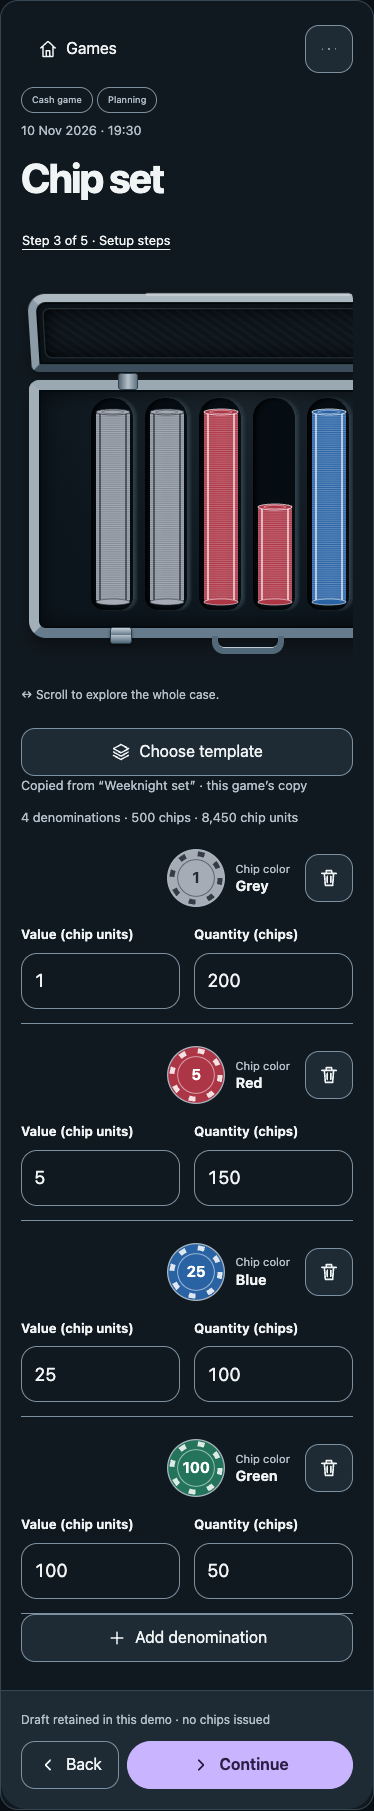 Games
Cash game Planning
10 Nov 2026 · 19:30
Chip set
Step 3 of 5 · Setup steps
↔ Scroll to explore the whole case.
Choose template
Copied from “Weeknight set” · this game’s copy
4 denominations · 500 chips · 8,450 chip units
1
Chip color
Grey
Value (chip units) Quantity (chips)
1 200
5
Chip color
Red
Value (chip units) Quantity (chips)
5 150
25
Chip color
Blue
Value (chip units) Quantity (chips)
25 100
100
Chip color
Green
Value (chip units) Quantity (chips)
100 50
Add denomination
Draft retained in this demo · no chips issued
Back Continue